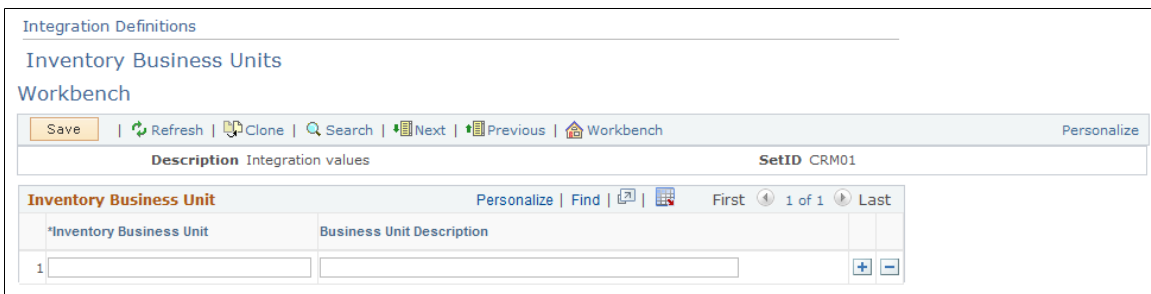 Integration Definitions
Inventory Business Units
Workbench
Save | Refresh | Clone | Search | Next | Previous | Workbench Personalize
Description Integration values SetID CRM01
Inventory Business Unit Personalize | Find | | First 1 of 1 Last
*Inventory Business Unit Business Unit Description
1